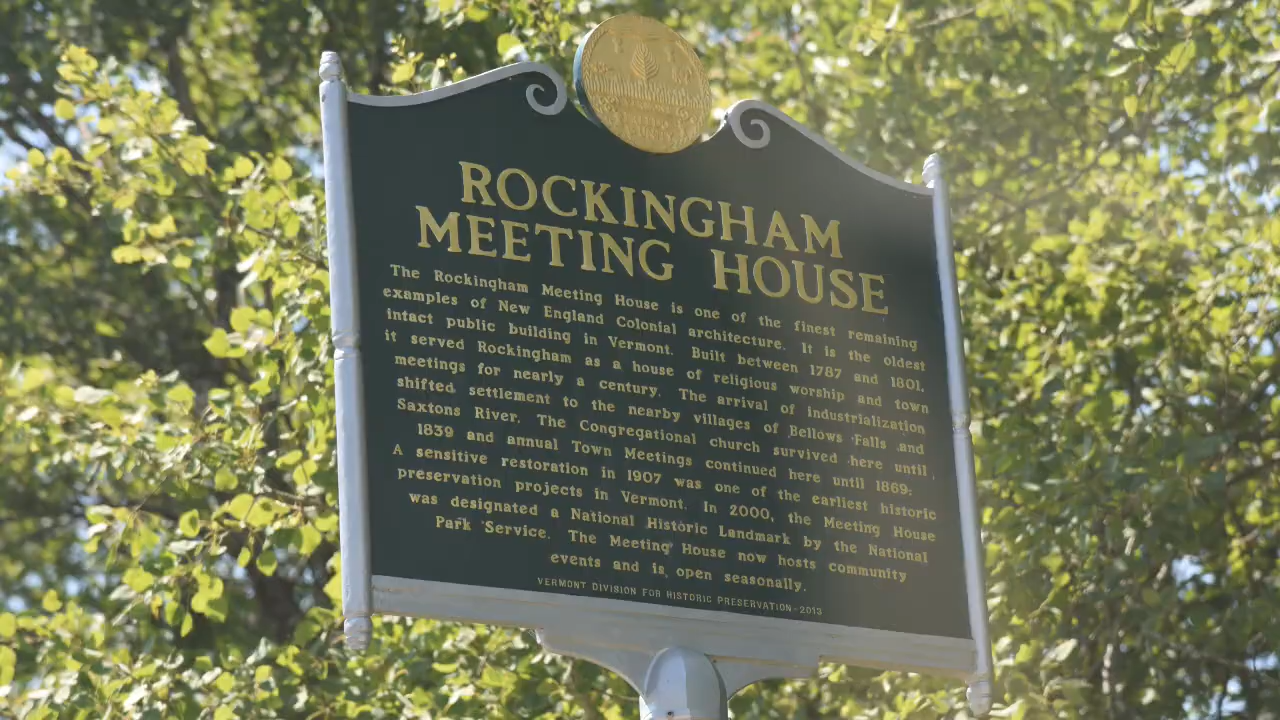 ROCKINGHAM
MEETING HOUSE
The Rockingham Meeting House is one of the finest remaining
examples of New England Colonial architecture. It is the oldest
intact public building in Vermont. Built between 1787 and 1801,
it served Rockingham as a house of religious worship and town
meetings for nearly a century. The arrival of industrialization
shifted settlement to the nearby villages of Bellows Falls and
Saxtons River. The Congregational church survived here until
1839 and annual Town Meetings continued here until 1869.
A sensitive restoration in 1907 was one of the earliest historic
preservation projects in Vermont. In 2000, the Meeting House
was designated a National Historic Landmark by the National
Park Service. The Meeting House now hosts community
events and is open seasonally.
VERMONT DIVISION FOR HISTORIC PRESERVATION-2013